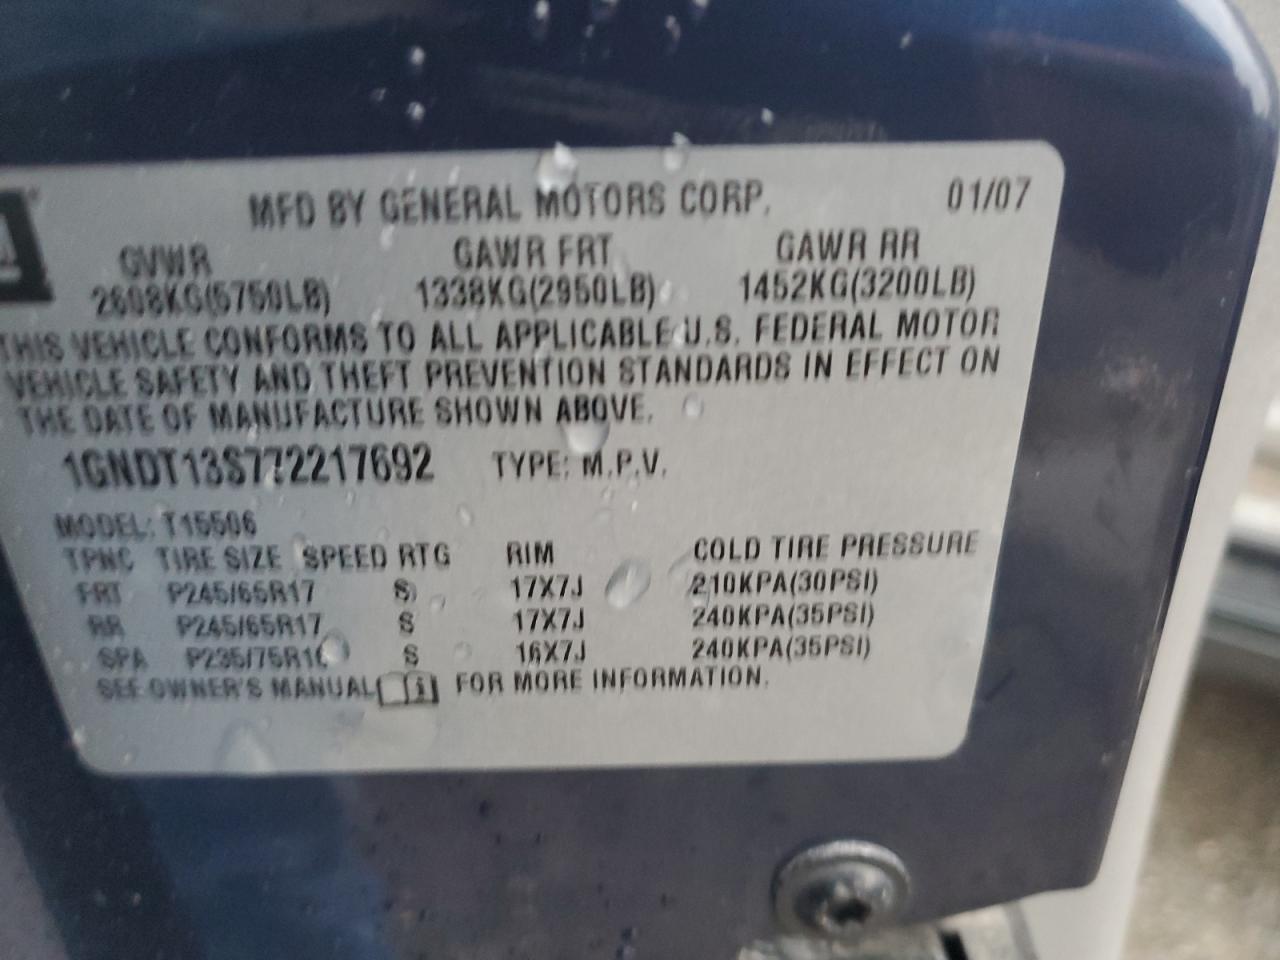 MFD BY GENERAL MOTORS CORP. 01/07
GVWR GAWR FRT GAWR RR
2608KG(5750LB) 1338KG(2950LB) 1452KG(3200LB)
THIS VEHICLE CONFORMS TO ALL APPLICABLE U.S. FEDERAL MOTOR
VEHICLE SAFETY AND THEFT PREVENTION STANDARDS IN EFFECT ON
THE DATE OF MANUFACTURE SHOWN ABOVE.
1GNDT13S772217692 TYPE: M.P.V.
MODEL: T15506
TPNC TIRE SIZE SPEED RTG RIM COLD TIRE PRESSURE
FRT P245/65R17 S 17X7J 210KPA(30PSI)
RR P245/65R17 S 17X7J 240KPA(35PSI)
SPA P235/75R16 S 16X7J 240KPA(35PSI)
SEE OWNER'S MANUAL FOR MORE INFORMATION.